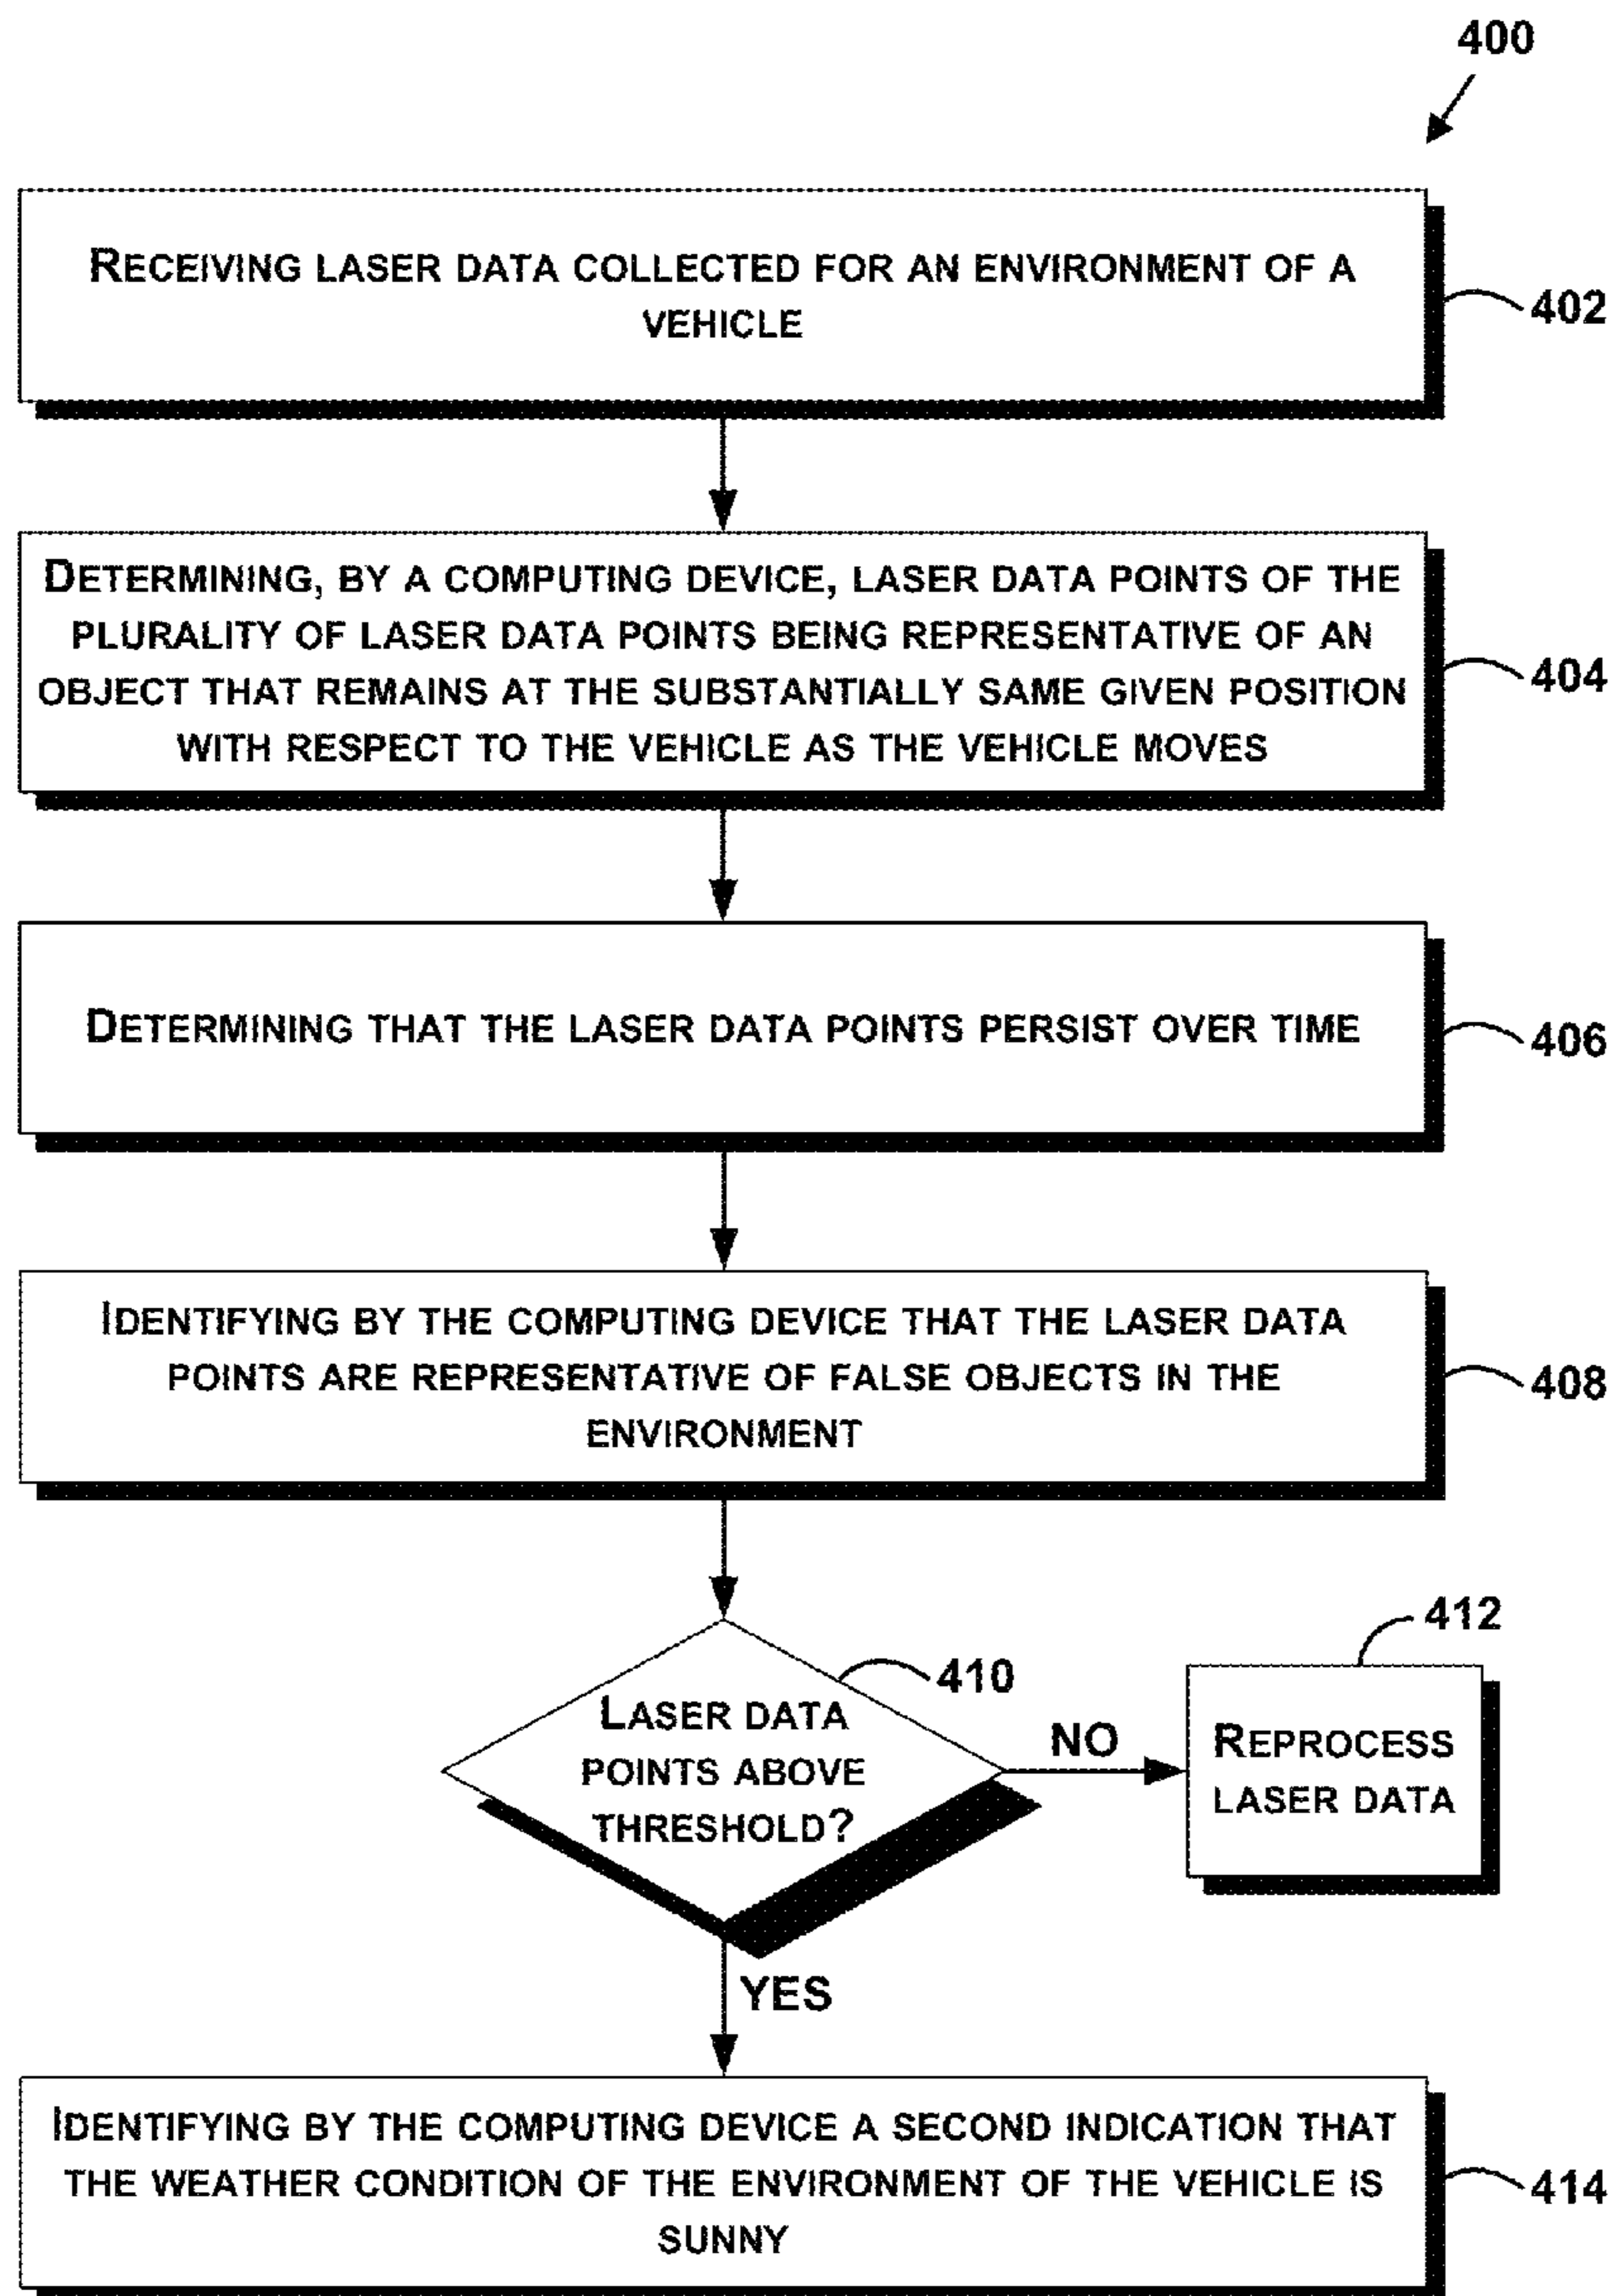 400
RECEIVING LASER DATA COLLECTED FOR AN ENVIRONMENT OF A
VEHICLE
402
DETERMINING, BY A COMPUTING DEVICE, LASER DATA POINTS OF THE
PLURALITY OF LASER DATA POINTS BEING REPRESENTATIVE OF AN
OBJECT THAT REMAINS AT THE SUBSTANTIALLY SAME GIVEN POSITION
WITH RESPECT TO THE VEHICLE AS THE VEHICLE MOVES
404
DETERMINING THAT THE LASER DATA POINTS PERSIST OVER TIME
406
IDENTIFYING BY THE COMPUTING DEVICE THAT THE LASER DATA
POINTS ARE REPRESENTATIVE OF FALSE OBJECTS IN THE
ENVIRONMENT
408
410
LASER DATA
POINTS ABOVE
THRESHOLD?
NO
412
REPROCESS
LASER DATA
YES
IDENTIFYING BY THE COMPUTING DEVICE A SECOND INDICATION THAT
THE WEATHER CONDITION OF THE ENVIRONMENT OF THE VEHICLE IS
SUNNY
414